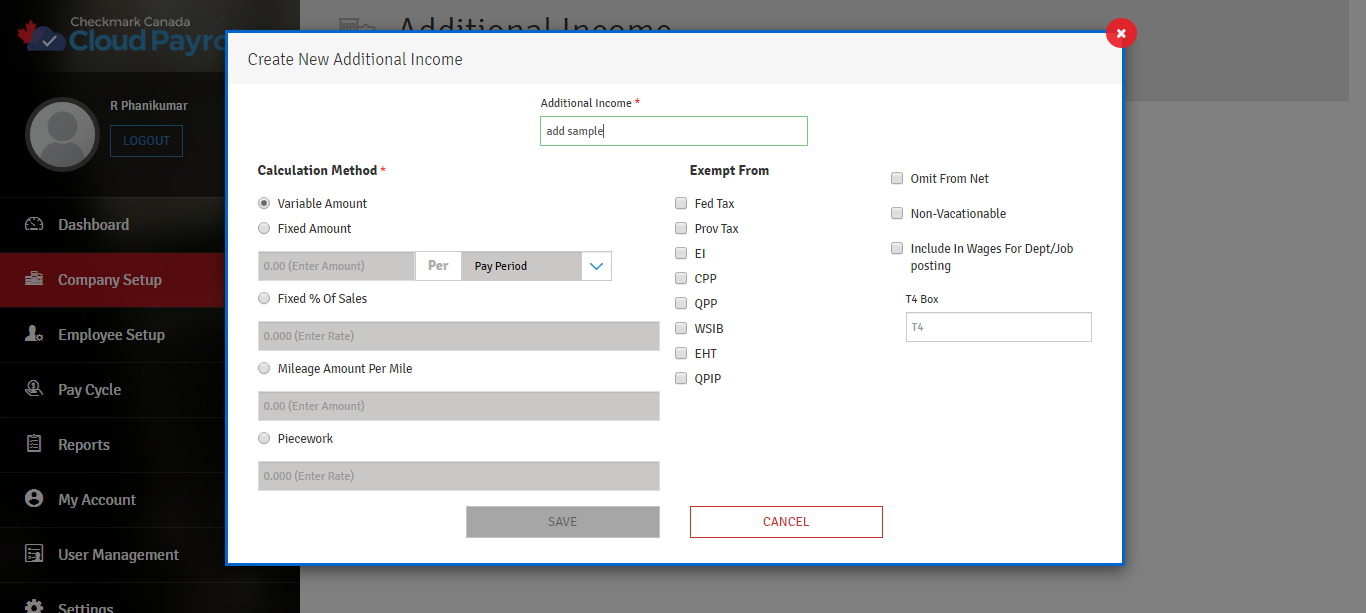 Checkmark Canada
Cloud Payro
R Phanikumar
LOGOUT
Dashboard
Company Setup
Employee Setup
Pay Cycle
Reports
My Account
User Management
Settings
Additional Income
Create New Additional Income
Additional Income *
add sample
Calculation Method *
Variable Amount
Fixed Amount
0.00 (Enter Amount) Per Pay Period
Fixed % Of Sales
0.000 (Enter Rate)
Mileage Amount Per Mile
0.00 (Enter Amount)
Piecework
0.000 (Enter Rate)
Exempt From
Fed Tax
Prov Tax
EI
CPP
QPP
WSIB
EHT
QPIP
Omit From Net
Non-Vacationable
Include In Wages For Dept/Job
posting
T4 Box
T4
SAVE
CANCEL